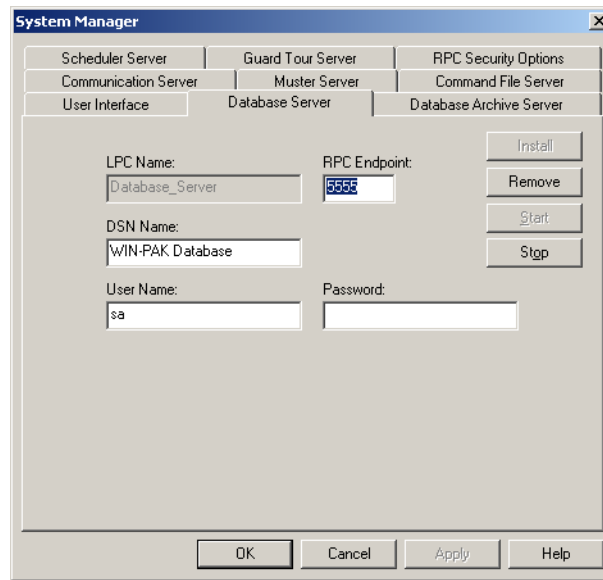 System Manager
Scheduler Server Guard Tour Server RPC Security Options
Communication Server Muster Server Command File Server
User Interface Database Server Database Archive Server
Install
LPC Name: RPC Endpoint:
Database_Server 5555 Remove
Start
DSN Name:
WIN-PAK Database Stop
User Name: Password:
sa
OK Cancel Apply Help